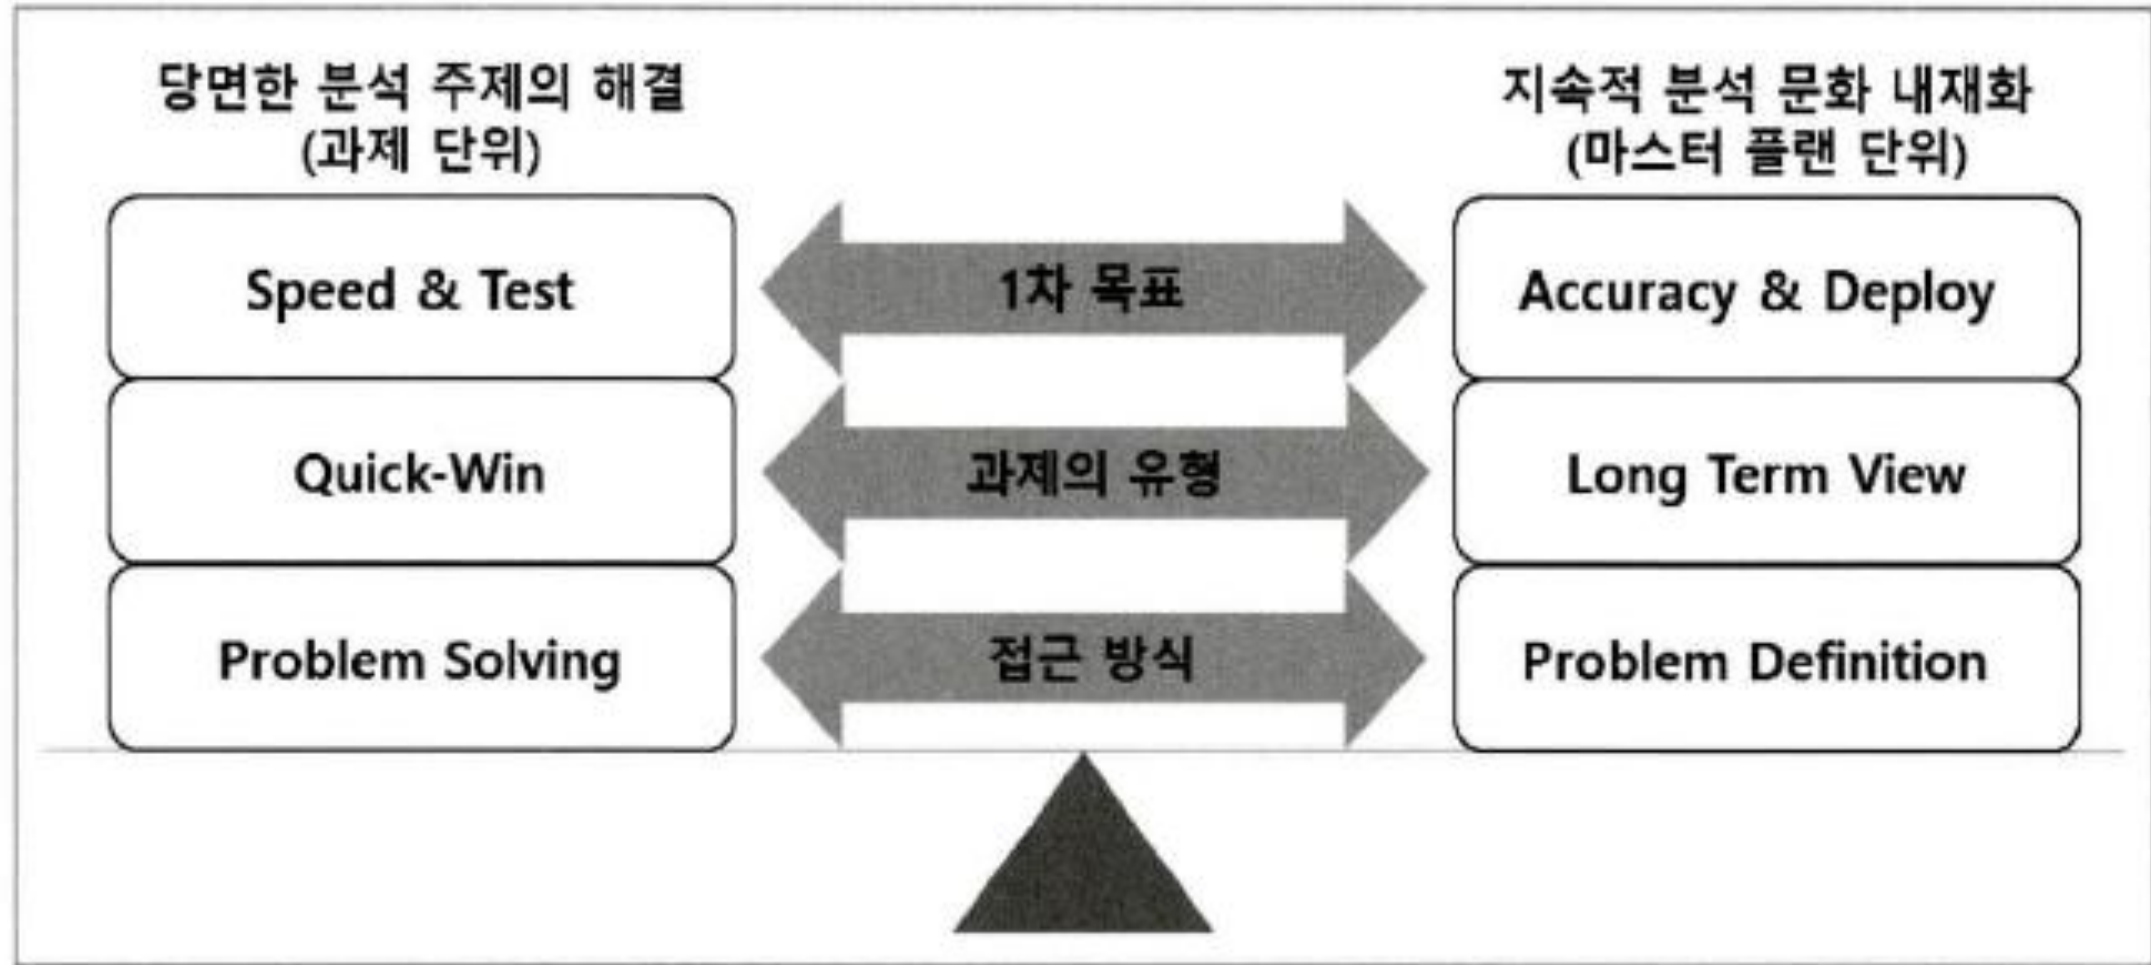 당면한 분석 주제의 해결
(과제 단위)
지속적 분석 문화 내재화
(마스터 플랜 단위)
Speed & Test
1차 목표
Accuracy & Deploy
Quick-Win
과제의 유형
Long Term View
Problem Solving
접근 방식
Problem Definition